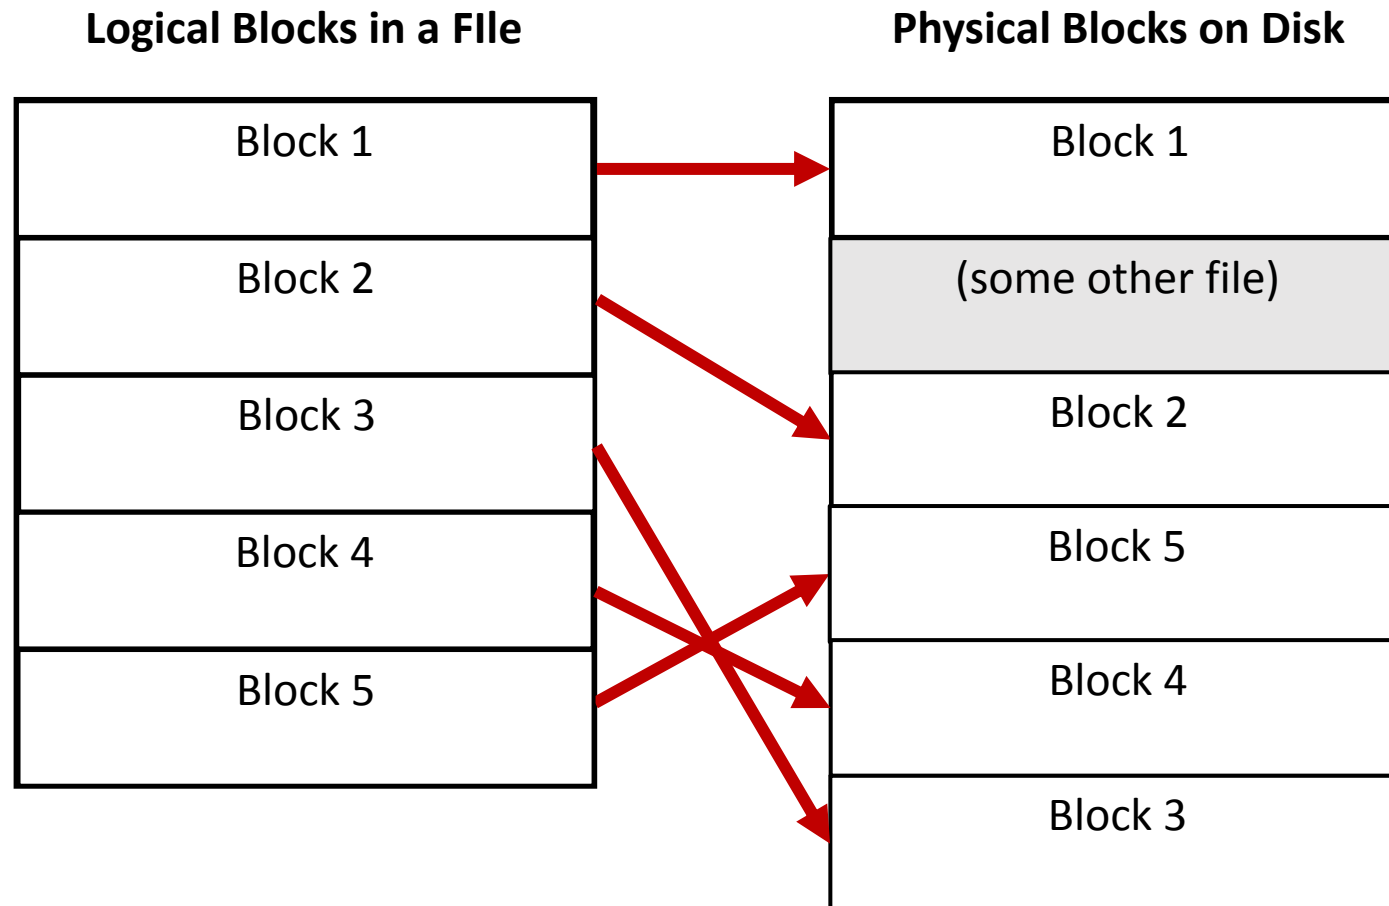 Logical Blocks in a FIle
Block 1
Block 2
Block 3
Block 4
Block 5
Physical Blocks on Disk
Block 1
(some other file)
Block 2
Block 5
Block 4
Block 3